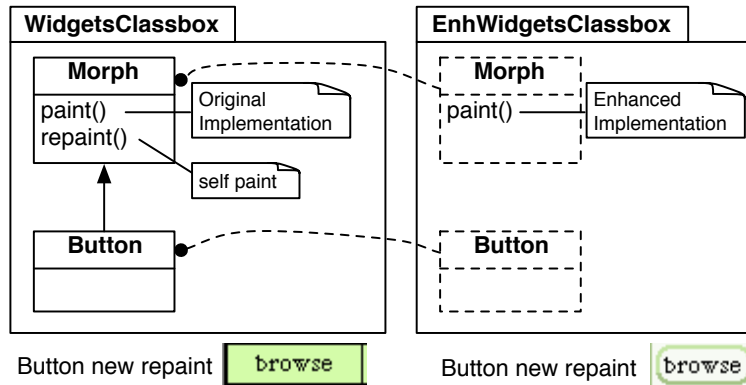 WidgetsClassbox
Morph
paint()
repaint()
Original
Implementation
self paint
Button
Button new repaint browse
EnhWidgetsClassbox
Morph
paint()
Enhanced
Implementation
Button
Button new repaint browse